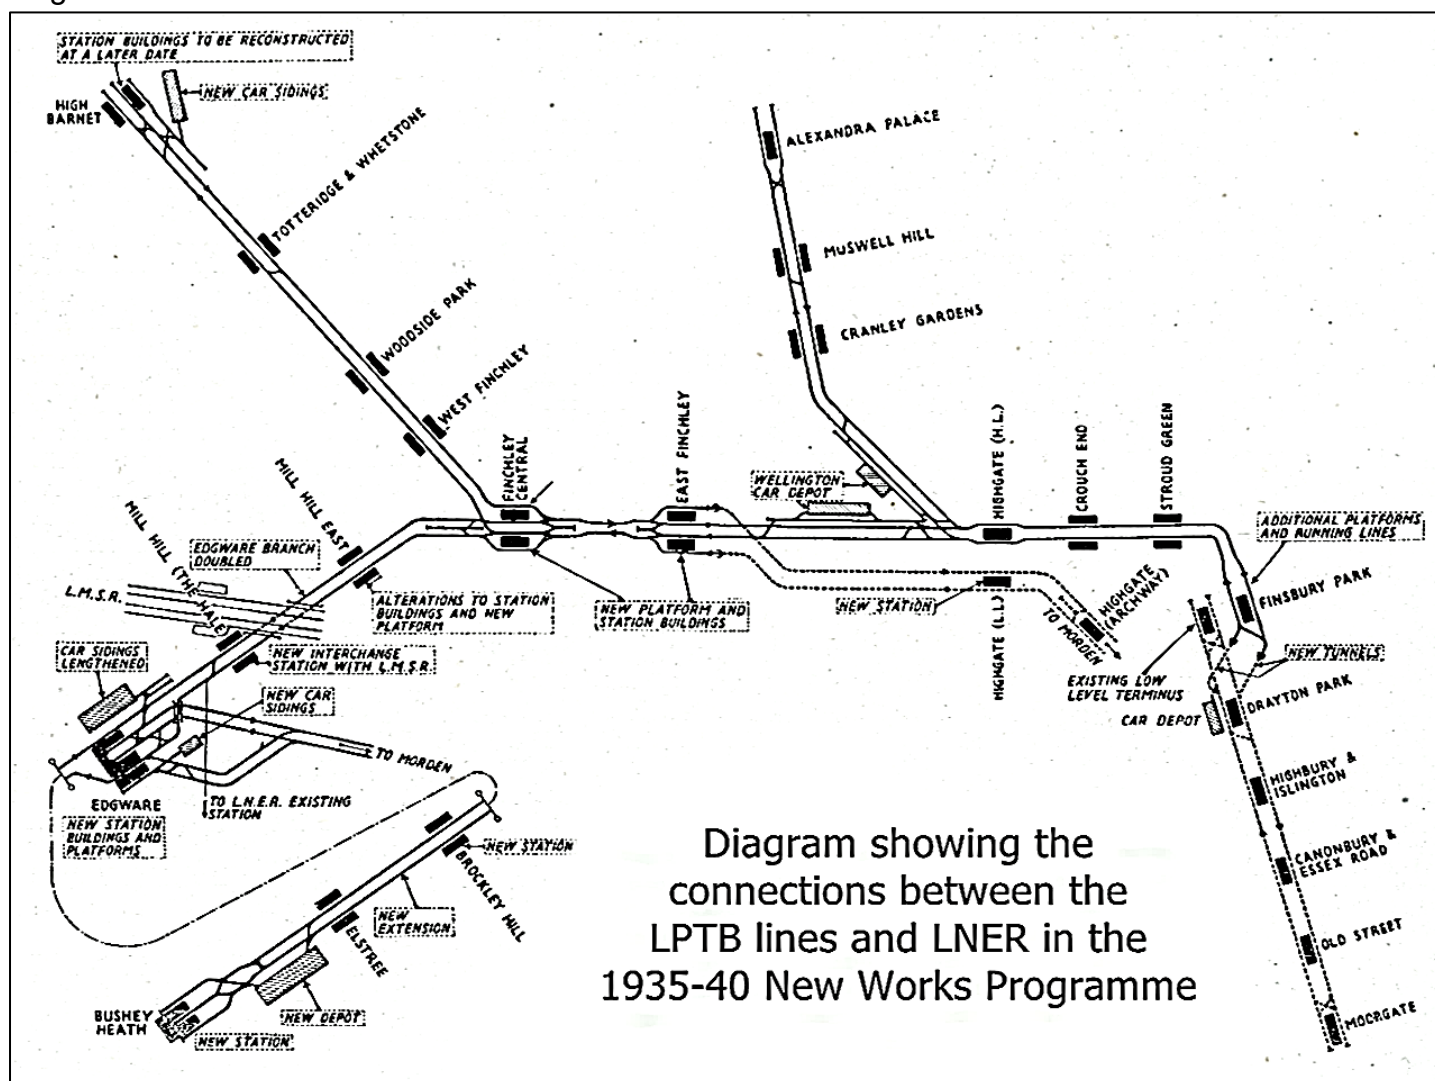 STATION BUILDINGS TO BE RECONSTRUCTED
AT A LATER DATE
NEW CAR SIDINGS
HIGH
BARNET
TOTTERIDGE & WHETSTONE
WOODSIDE PARK
WEST FINCHLEY
ALEXANDRA PALACE
MUSWELL HILL
CRANLEY GARDENS
FINCHLEY
CENTRAL
EAST FINCHLEY
WELLINGTON
CAR DEPOT
HIGHGATE (H.L.)
CROUCH END
STROUD GREEN
ADDITIONAL PLATFORMS
AND RUNNING LINES
FINSBURY PARK
MILL HILL EAST
MILL HILL (THE HALE)
EDGWARE BRANCH
DOUBLED
L.M.S.R.
ALTERATIONS TO STATION
BUILDINGS AND NEW
PLATFORM
NEW PLATFORM AND
STATION BUILDINGS
NEW STATION
HIGHGATE (L.L.)
HIGHGATE
(ARCHWAY)
TO MORDEN
NEW TUNNELS
EXISTING LOW
LEVEL TERMINUS
DRAYTON PARK
CAR DEPOT
CAR SIDINGS
LENGTHENED
NEW INTERCHANGE
STATION WITH L.M.S.R.
NEW CAR
SIDINGS
TO MORDEN
EDGWARE
TO L.N.E.R. EXISTING
STATION
NEW STATION
BUILDINGS AND
PLATFORMS
HIGHBURY &
ISLINGTON
CANONBURY &
ESSEX ROAD
OLD STREET
MOORGATE
NEW STATION
BROCKLEY HILL
NEW
EXTENSION
ELSTREE
NEW DEPOT
BUSHEY
HEATH
NEW STATION
Diagram showing the
connections between the
LPTB lines and LNER in the
1935-40 New Works Programme